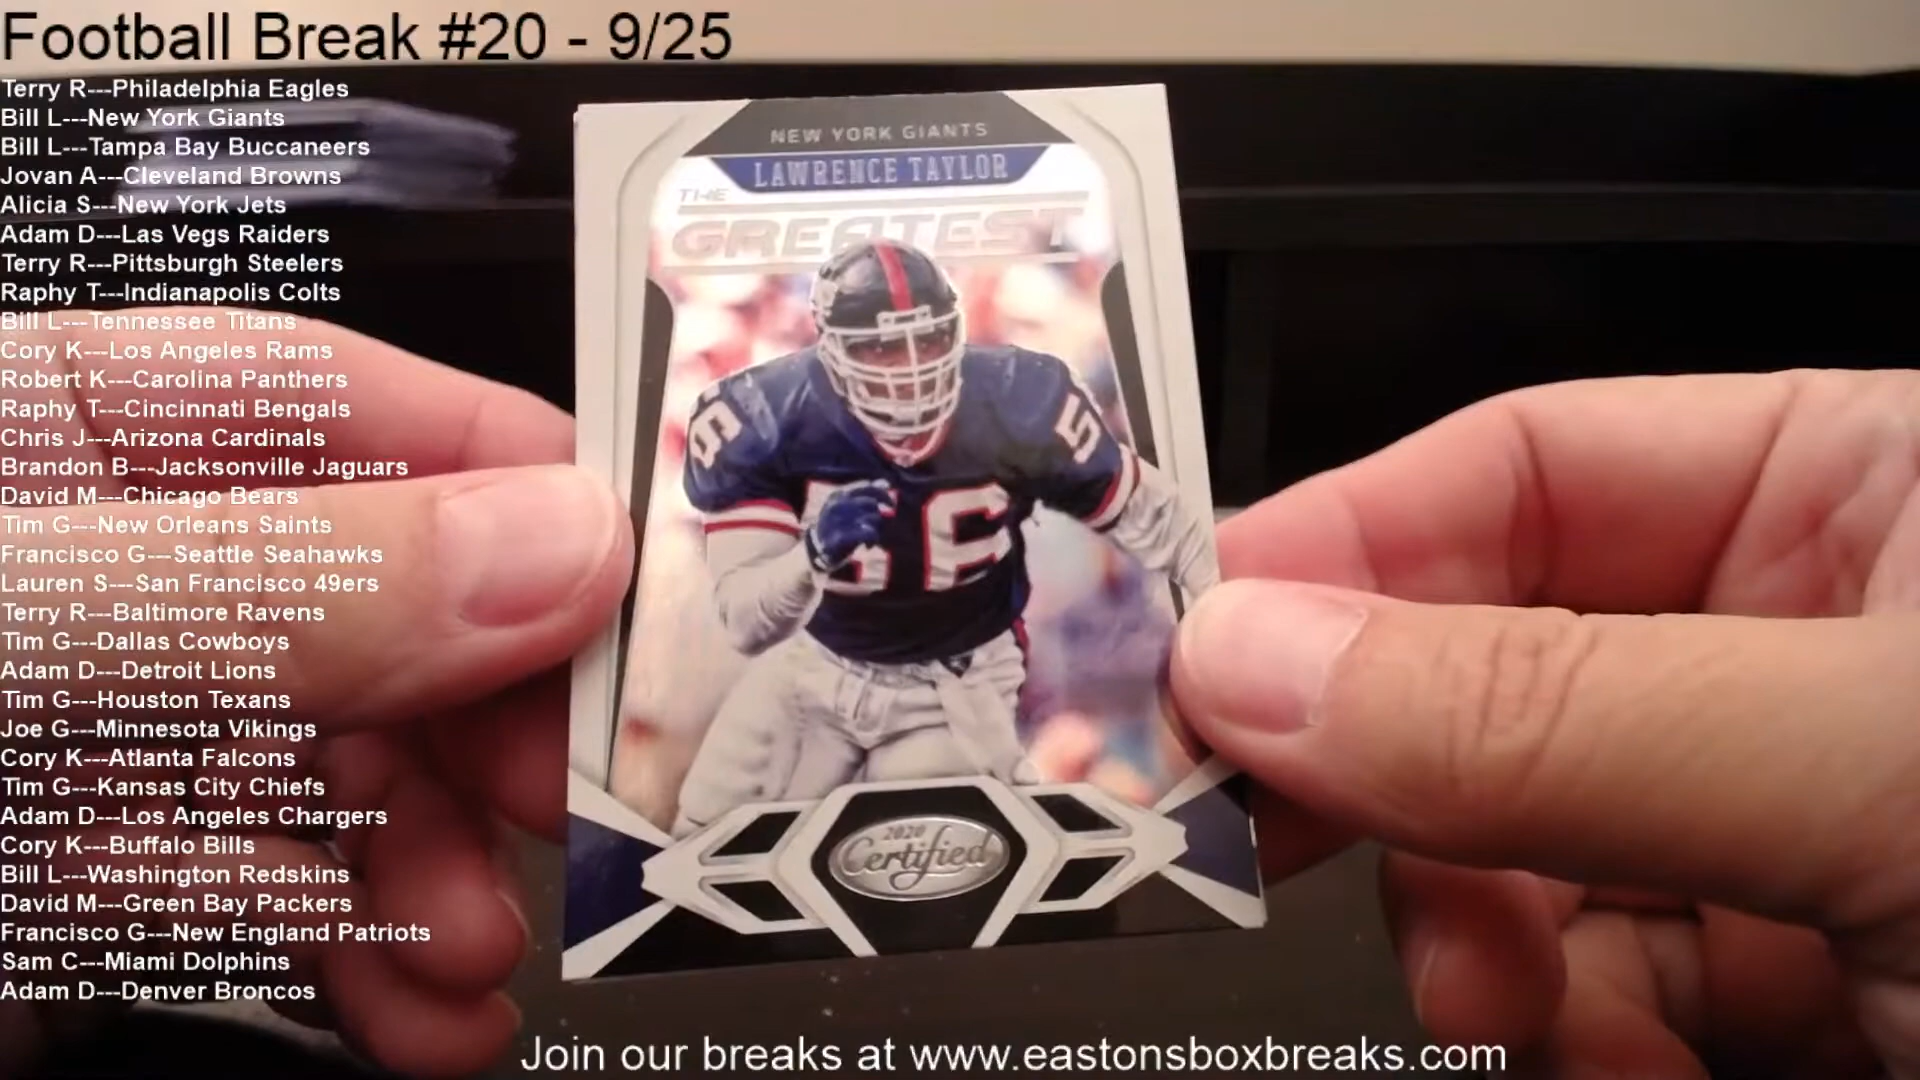 Football Break #20 - 9/25
Terry R---Philadelphia Eagles
Bill L---New York Giants
Bill L---Tampa Bay Buccaneers
Jovan A---Cleveland Browns
Alicia S---New York Jets
Adam D---Las Vegs Raiders
Terry R---Pittsburgh Steelers
Raphy T---Indianapolis Colts
Bill L---Tennessee Titans
Cory K---Los Angeles Rams
Robert K---Carolina Panthers
Raphy T---Cincinnati Bengals
Chris J---Arizona Cardinals
Brandon B---Jacksonville Jaguars
David M---Chicago Bears
Tim G---New Orleans Saints
Francisco G---Seattle Seahawks
Lauren S---San Francisco 49ers
Terry R---Baltimore Ravens
Tim G---Dallas Cowboys
Adam D---Detroit Lions
Tim G---Houston Texans
Joe G---Minnesota Vikings
Cory K---Atlanta Falcons
Tim G---Kansas City Chiefs
Adam D---Los Angeles Chargers
Cory K---Buffalo Bills
Bill L---Washington Redskins
David M---Green Bay Packers
Francisco G---New England Patriots
Sam C---Miami Dolphins
Adam D---Denver Broncos
NEW YORK GIANTS
LAWRENCE TAYLOR
THE
GREATEST
56
56
56
2020
Certified
Join our breaks at www.eastonsboxbreaks.com